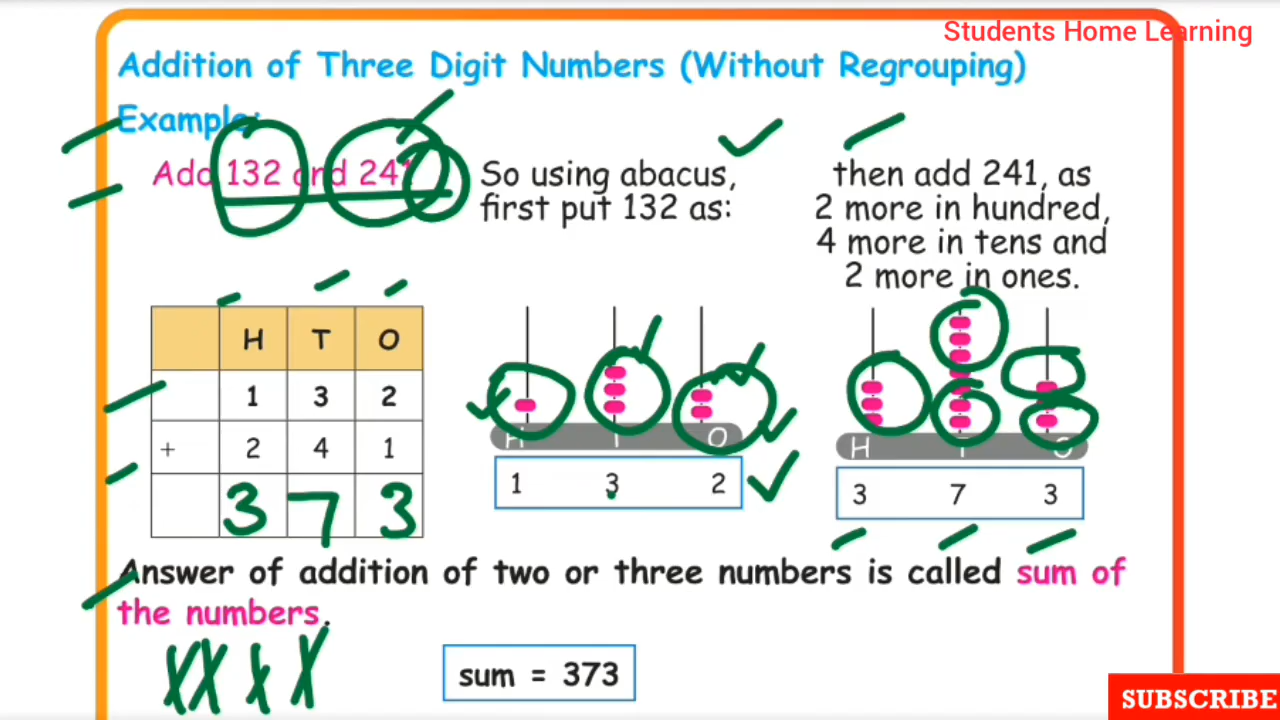 Students Home Learning
Addition of Three Digit Numbers (Without Regrouping)
Example:
Add 132 and 241
So using abacus,
first put 132 as:
then add 241, as
2 more in hundred,
4 more in tens and
2 more in ones.
H T O
1 3 2
+ 2 4 1
3 7 3
H T O
1 3 2
H T O
3 7 3
Answer of addition of two or three numbers is called sum of
the numbers.
sum = 373
SUBSCRIBE